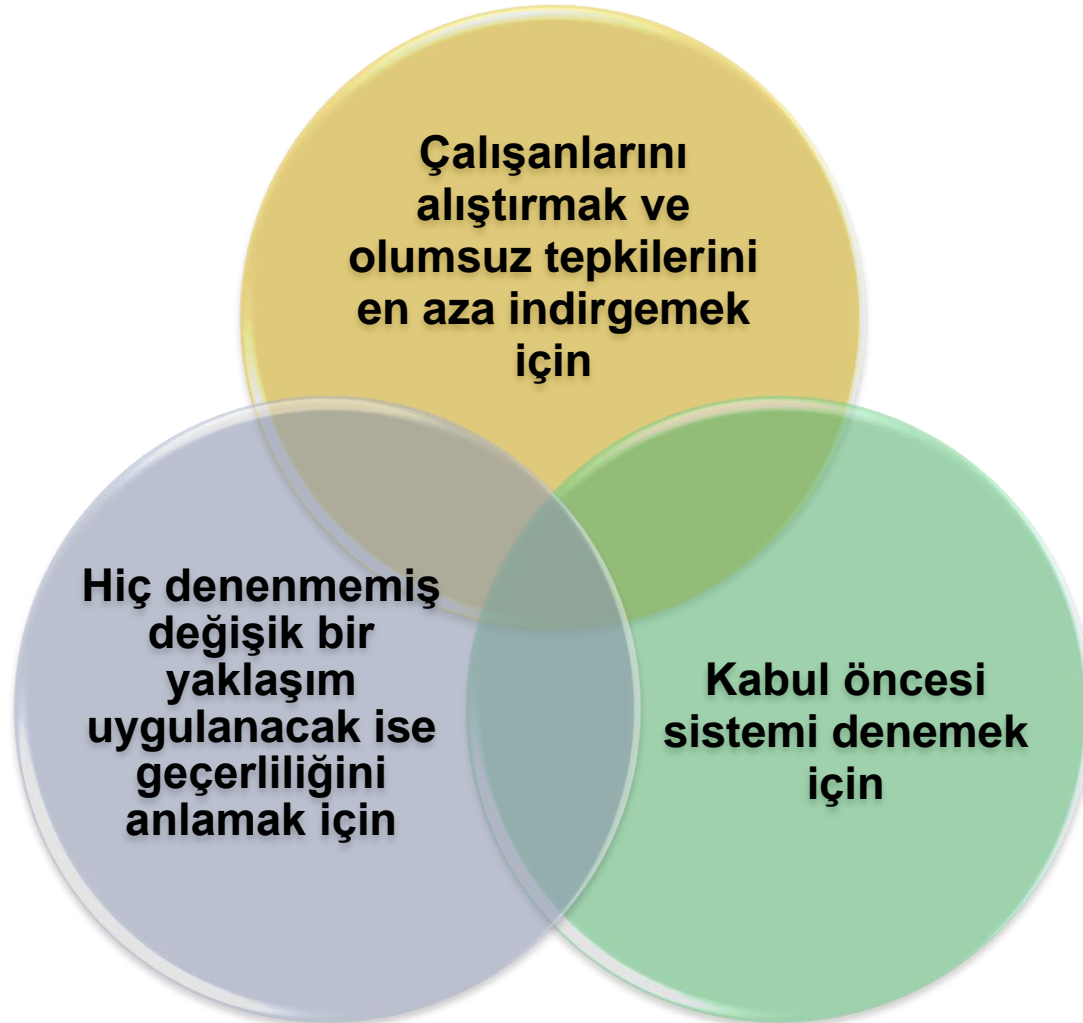 Çalışanlarını
alıştırmak ve
olumsuz tepkilerini
en aza indirgemek
için
Hiç denenmemiş
değişik bir
yaklaşım
uygulanacak ise
geçerliliğini
anlamak için
Kabul öncesi
sistemi denemek
için